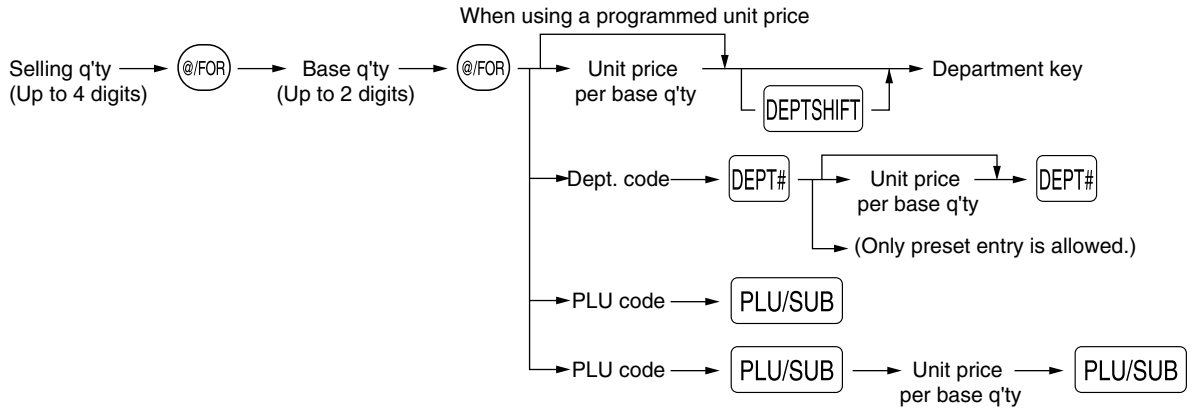 When using a programmed unit price
Selling q'ty
(Up to 4 digits)
@/FOR
Base q'ty
(Up to 2 digits)
@/FOR
Unit price
per base q'ty
DEPTSHIFT
Department key
Dept. code
DEPT#
Unit price
per base q'ty
DEPT#
(Only preset entry is allowed.)
PLU code
PLU/SUB
PLU code
PLU/SUB
Unit price
per base q'ty
PLU/SUB